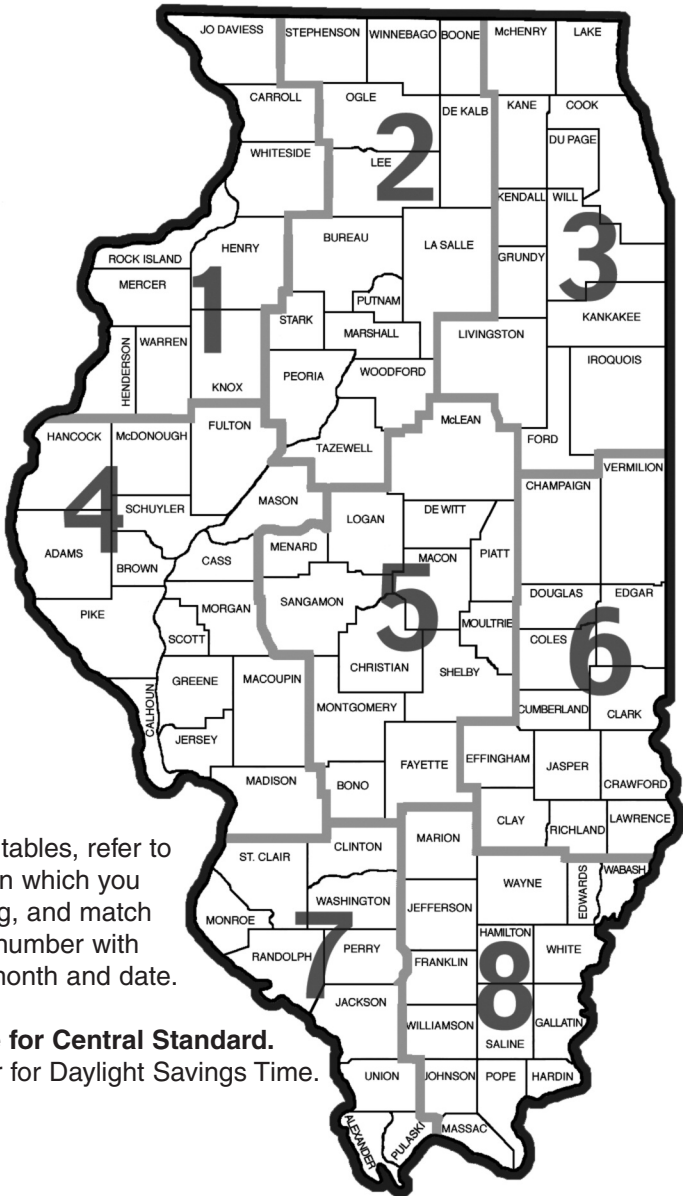 JO DAVIESS STEPHENSON WINNEBAGO BOONE McHENRY LAKE
CARROLL OGLE DE KALB KANE COOK
2
DU PAGE
WHITESIDE LEE
KENDALL WILL
HENRY BUREAU LA SALLE
3
ROCK ISLAND GRUNDY
MERCER
1
PUTNAM
STARK KANKAKEE
MARSHALL LIVINGSTON
HENDERSON WARREN
PEORIA WOODFORD IROQUOIS
KNOX
HANCOCK McDONOUGH FULTON McLEAN
TAZEWELL FORD
VERMILION
CHAMPAIGN
4
SCHUYLER MASON LOGAN DE WITT
ADAMS BROWN CASS MENARD MACON PIATT
5
PIKE MORGAN SANGAMON DOUGLAS EDGAR
SCOTT MOULTRIE COLES
6
CHRISTIAN SHELBY
GREENE MACOUPIN
CALHOUN MONTGOMERY CUMBERLAND CLARK
JERSEY
FAYETTE EFFINGHAM JASPER
MADISON BONO CRAWFORD
CLAY RICHLAND LAWRENCE
tables, refer to
n which you
g, and match
number with
month and date.
for Central Standard.
r for Daylight Savings Time.
ST. CLAIR CLINTON MARION
WAYNE EDWARDS WABASH
WASHINGTON JEFFERSON
MONROE
7
HAMILTON
RANDOLPH PERRY FRANKLIN WHITE
8
JACKSON
WILLIAMSON SALINE GALLATIN
UNION JOHNSON POPE HARDIN
ALEXANDER PULASKI MASSAC